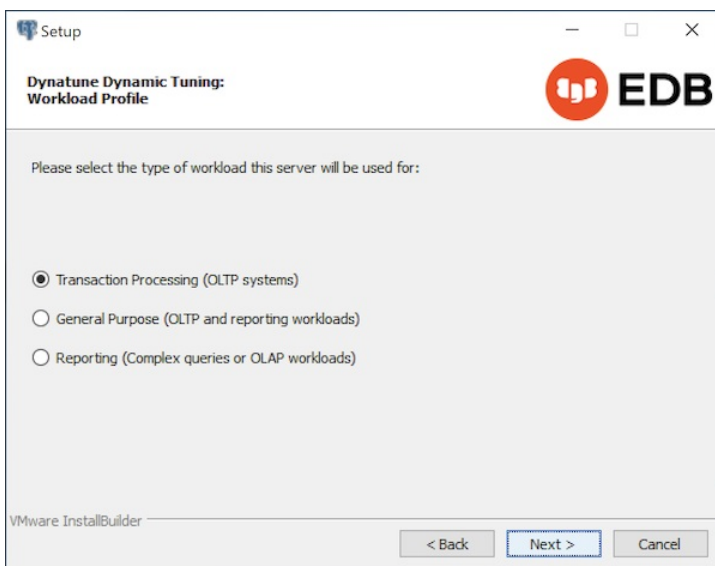 Setup
Dynatune Dynamic Tuning:
Workload Profile
EDB
Please select the type of workload this server will be used for:
Transaction Processing (OLTP systems)
General Purpose (OLTP and reporting workloads)
Reporting (Complex queries or OLAP workloads)
VMware InstallBuilder
< Back
Next >
Cancel